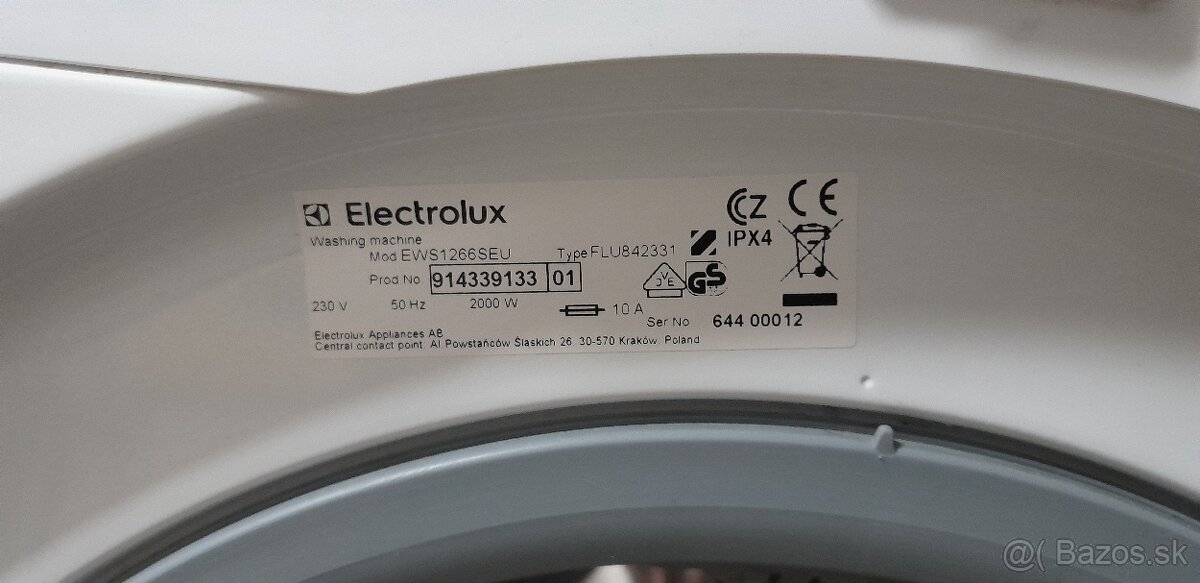 Electrolux
Washing machine
Mod EWS1266SEU Type FLU842331
Prod No 914339133 01
230 V 50 Hz 2000 W 10 A
Ser No 644 00012
Electrolux Appliances AB
Central contact point Al Powstańców Śląskich 26 30-570 Kraków Poland
CZ CE
IPX4
GS
@( Bazos.sk